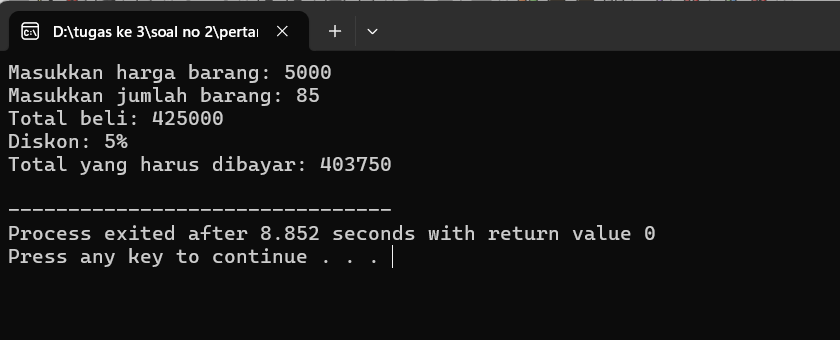 D:\tugas ke 3\soal no 2\pertar
Masukkan harga barang: 5000
Masukkan jumlah barang: 85
Total beli: 425000
Diskon: 5%
Total yang harus dibayar: 403750
--------------------------------
Process exited after 8.852 seconds with return value 0
Press any key to continue . . .